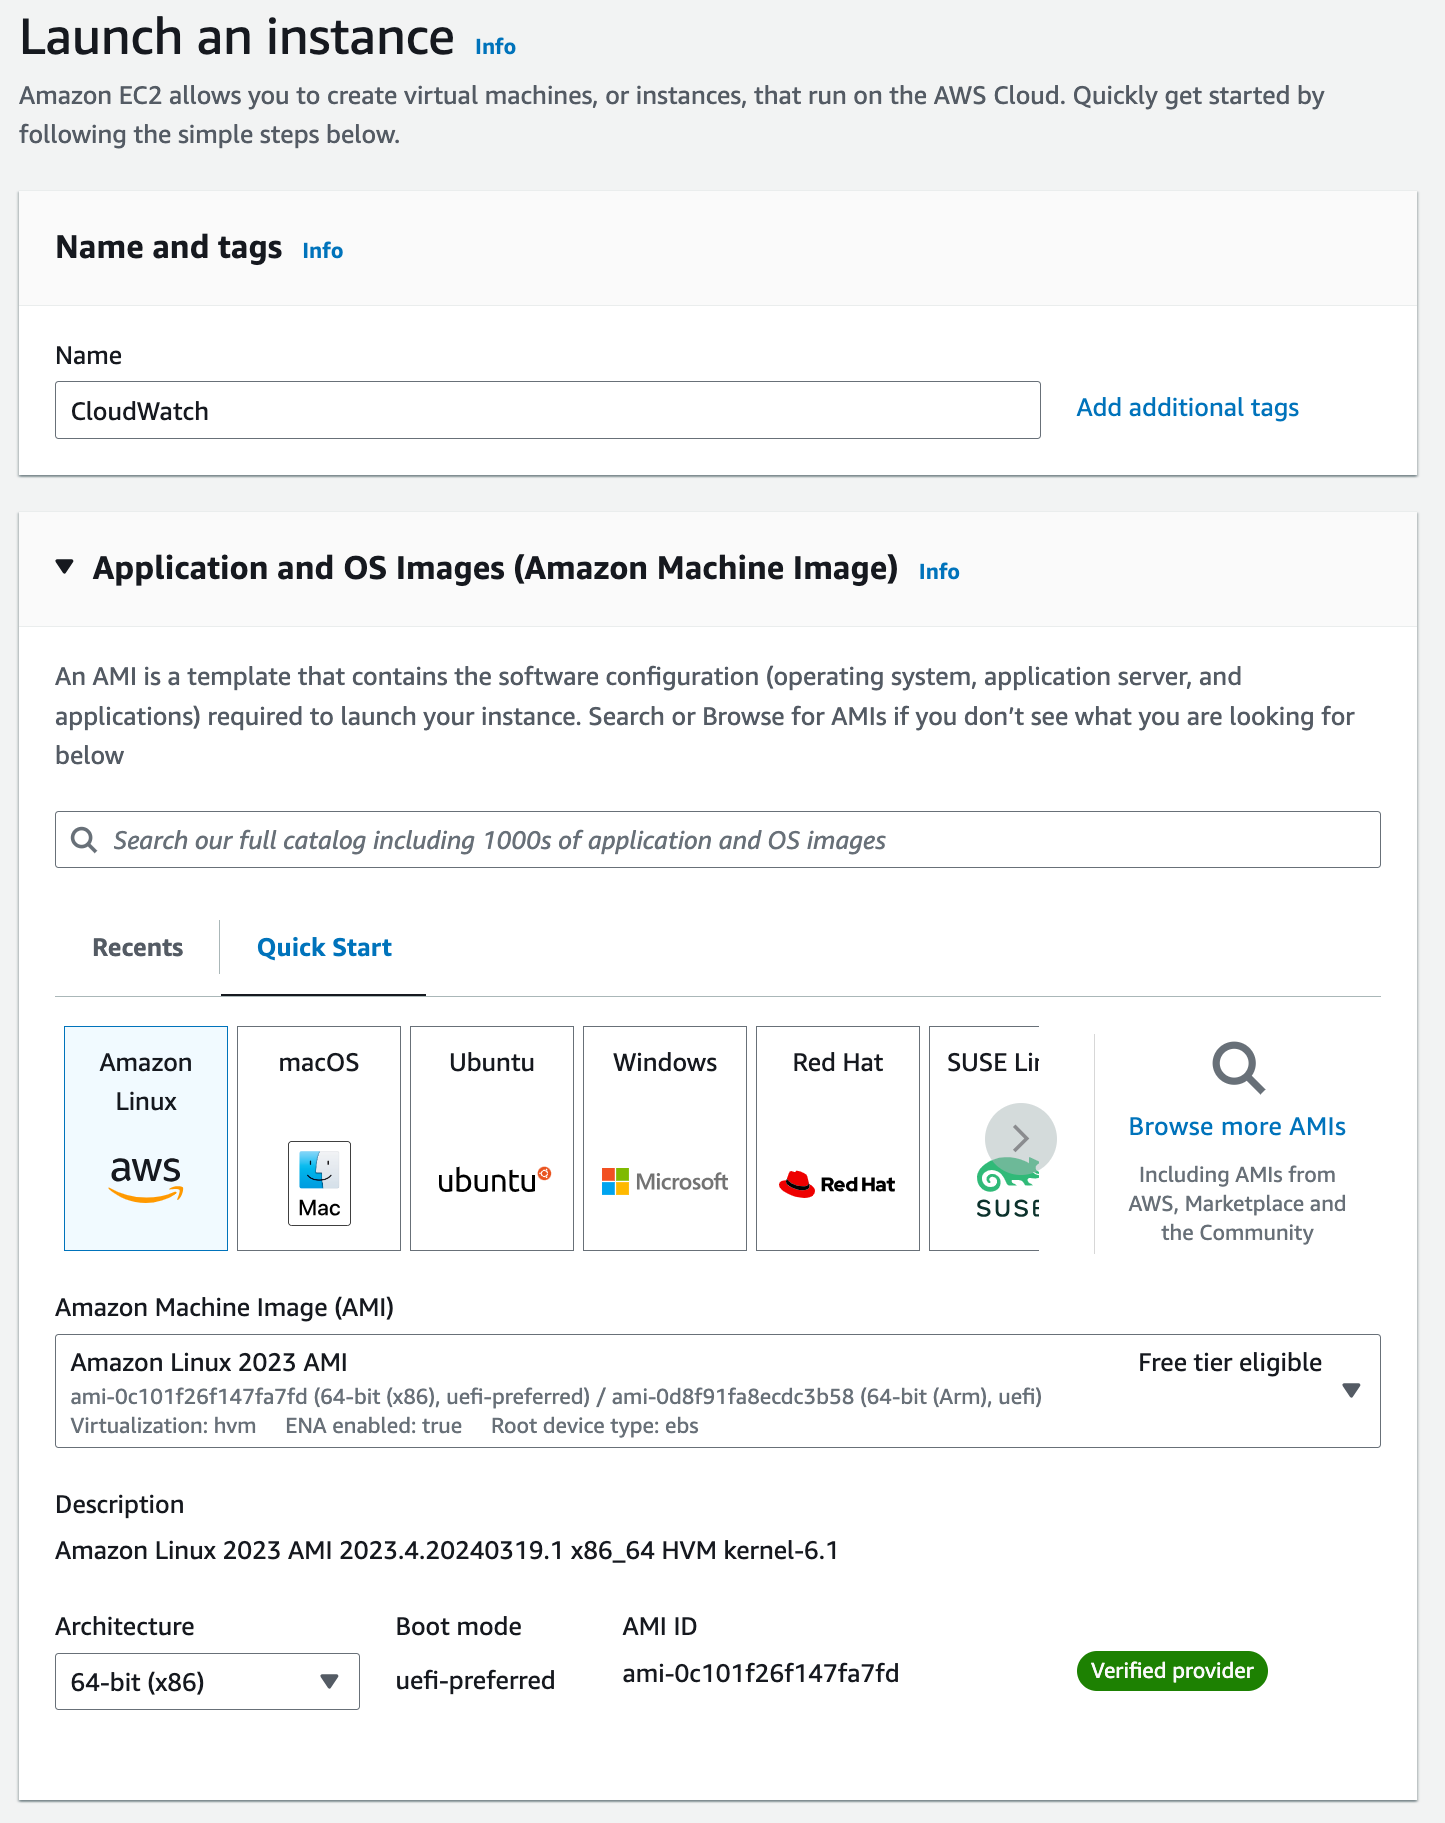 Launch an instance Info
Amazon EC2 allows you to create virtual machines, or instances, that run on the AWS Cloud. Quickly get started by
following the simple steps below.
Name and tags Info
Name
CloudWatch
Add additional tags
Application and OS Images (Amazon Machine Image) Info
An AMI is a template that contains the software configuration (operating system, application server, and
applications) required to launch your instance. Search or Browse for AMIs if you don’t see what you are looking for
below
Search our full catalog including 1000s of application and OS images
Recents
Quick Start
Amazon
Linux
aws
macOS
Mac
Ubuntu
ubuntu
Windows
Microsoft
Red Hat
Red Hat
SUSE Lin
SUSE
Browse more AMIs
Including AMIs from
AWS, Marketplace and
the Community
Amazon Machine Image (AMI)
Amazon Linux 2023 AMI
Free tier eligible
ami-0c101f26f147fa7fd (64-bit (x86), uefi-preferred) / ami-0d8f91fa8ecdc3b58 (64-bit (Arm), uefi)
Virtualization: hvm ENA enabled: true Root device type: ebs
Description
Amazon Linux 2023 AMI 2023.4.20240319.1 x86_64 HVM kernel-6.1
Architecture
64-bit (x86)
Boot mode
uefi-preferred
AMI ID
ami-0c101f26f147fa7fd
Verified provider